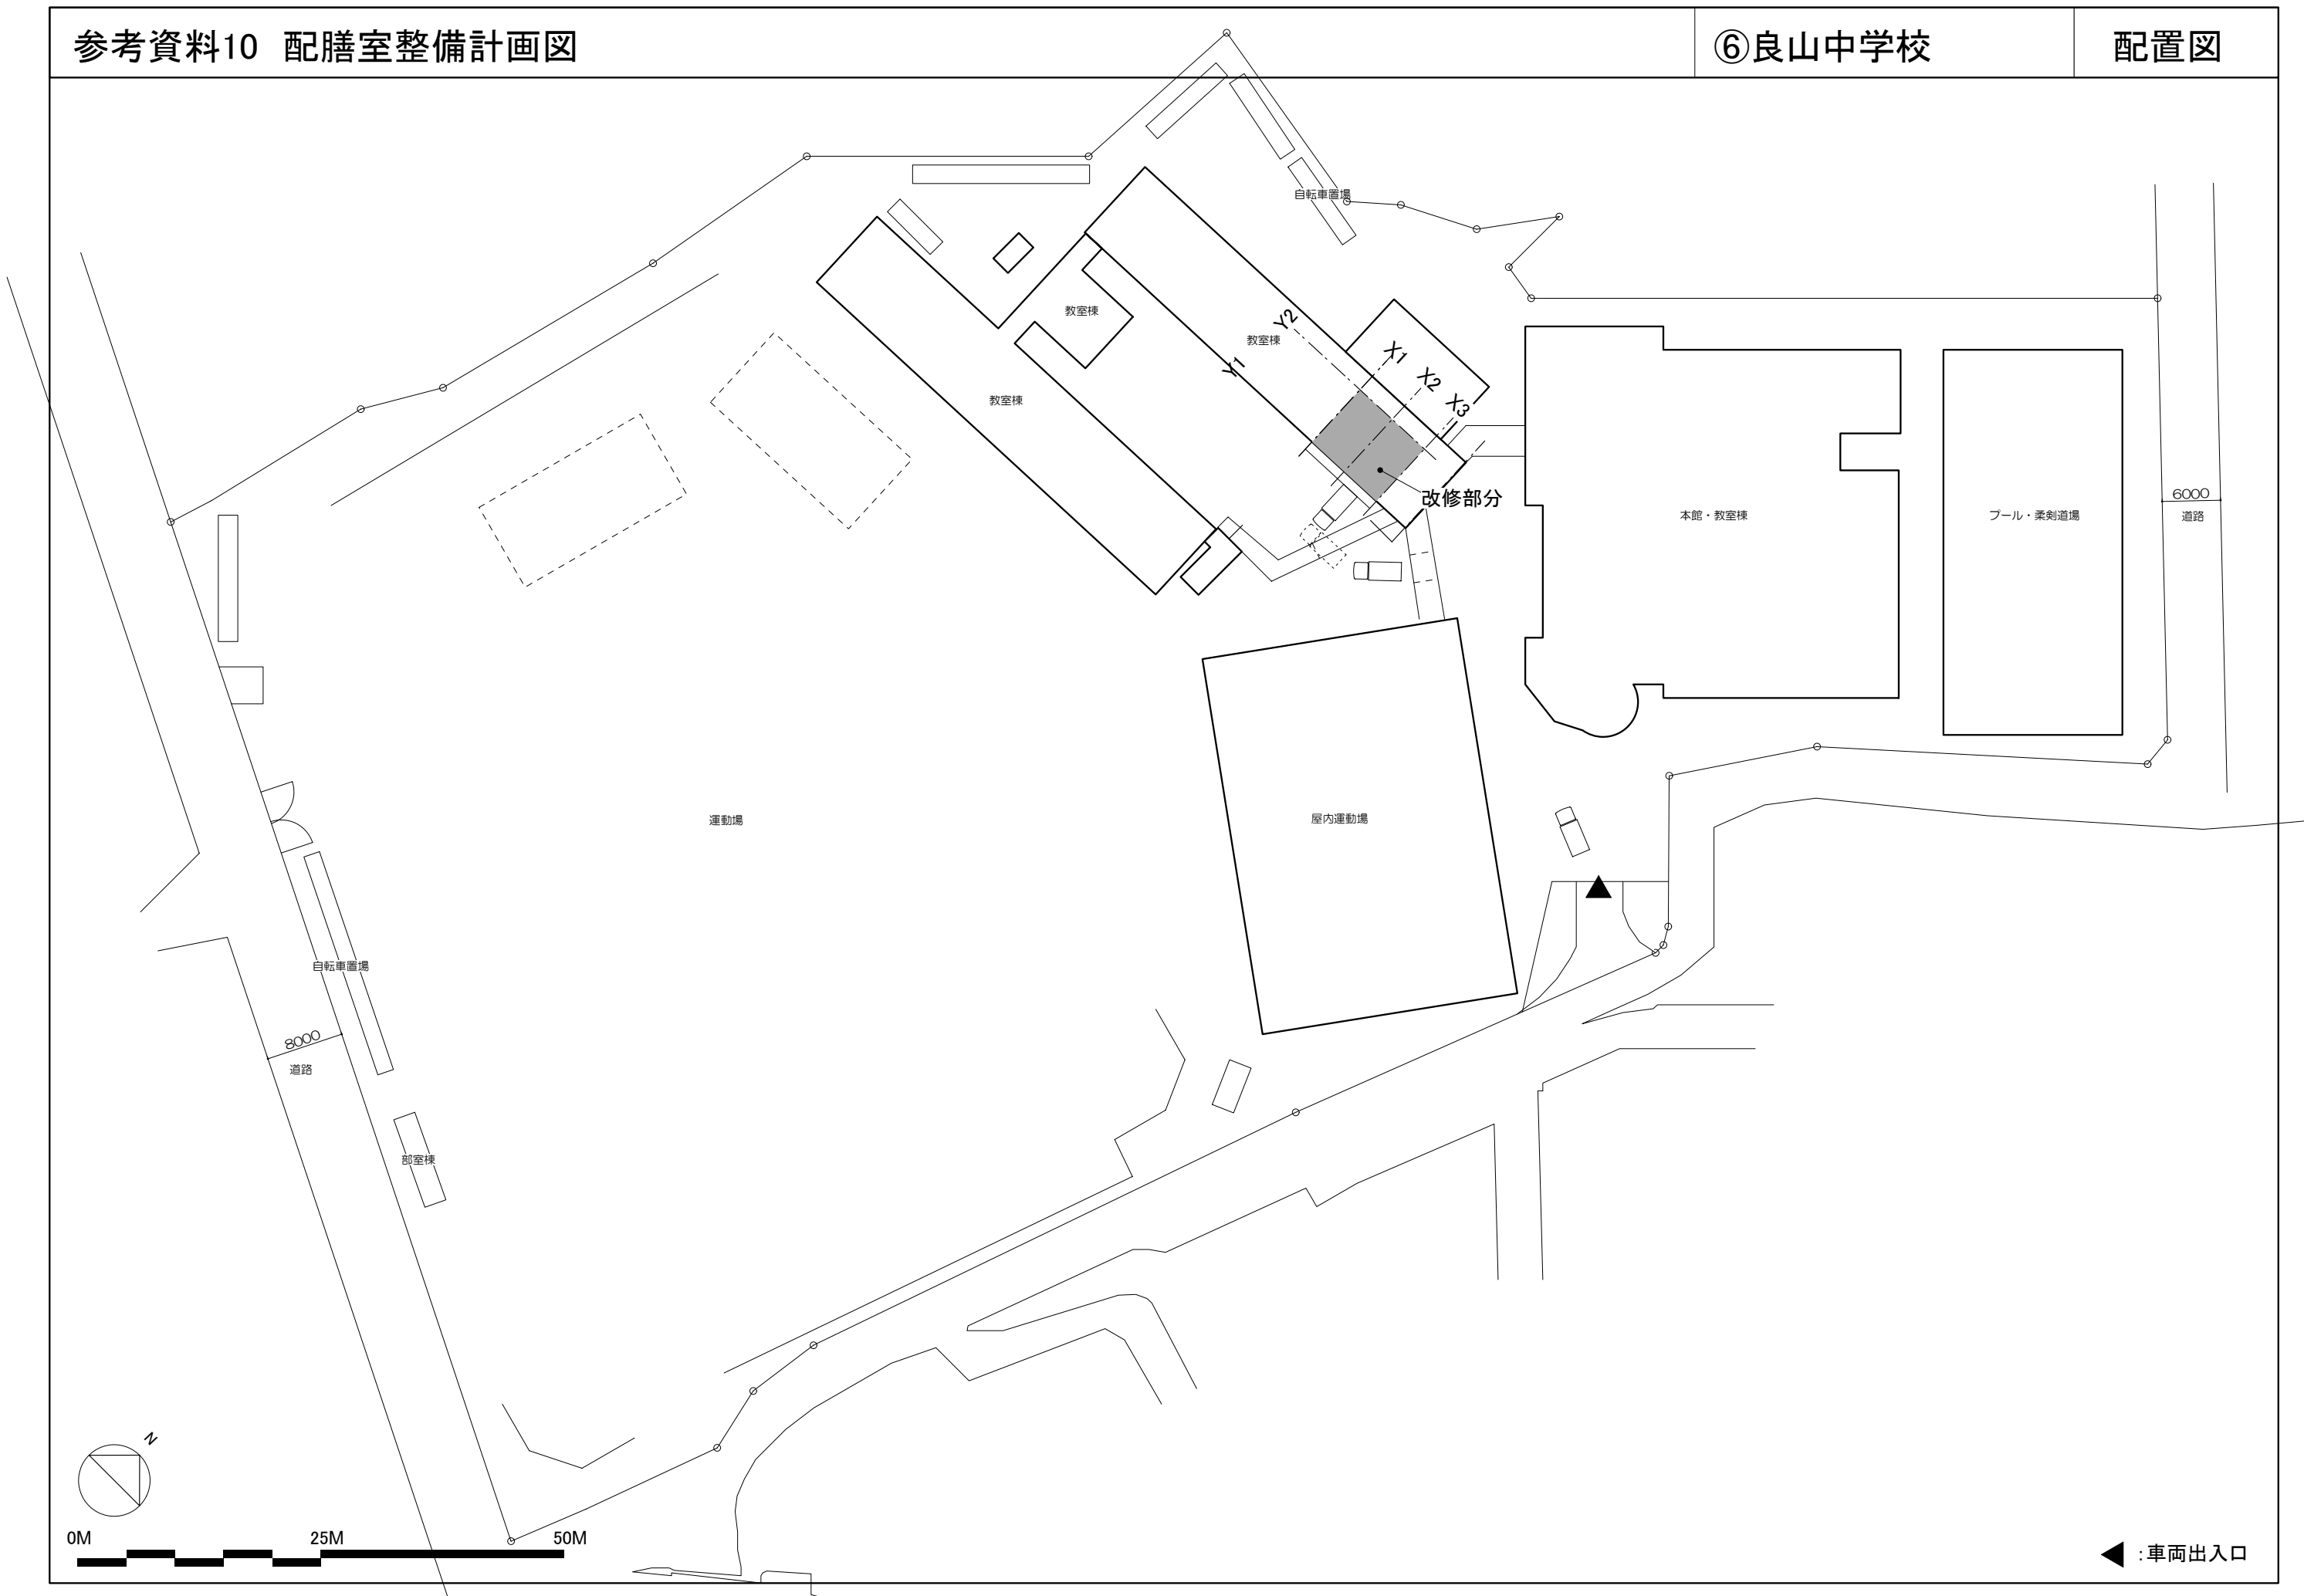 参考資料10 配膳室整備計画図
⑥良山中学校
配置図
自転車置場
教室棟
教室棟
教室棟
Y2
Y1
X1
X2
X3
改修部分
本館・教室棟
プール・柔剣道場
6000
道路
運動場
屋内運動場
自転車置場
8000
道路
部室棟
N
0M 25M 50M
:車両出入口